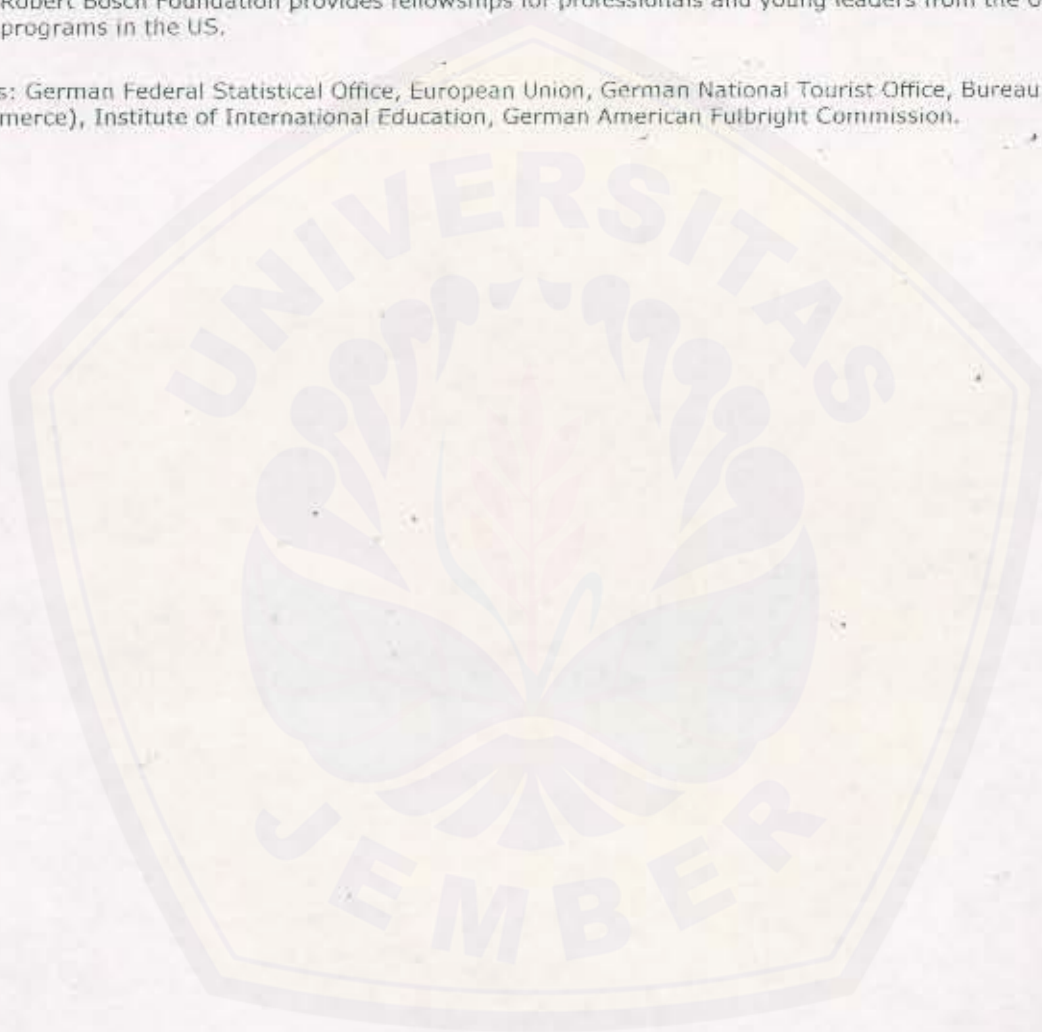 Robert Bosch Foundation provides fellowships for professionals and young leaders from the
programs in the US.
s: German Federal Statistical Office, European Union, German National Tourist Office, Bureau
merce), Institute of International Education, German American Fulbright Commission.
UNIVERSITAS
JEMBER